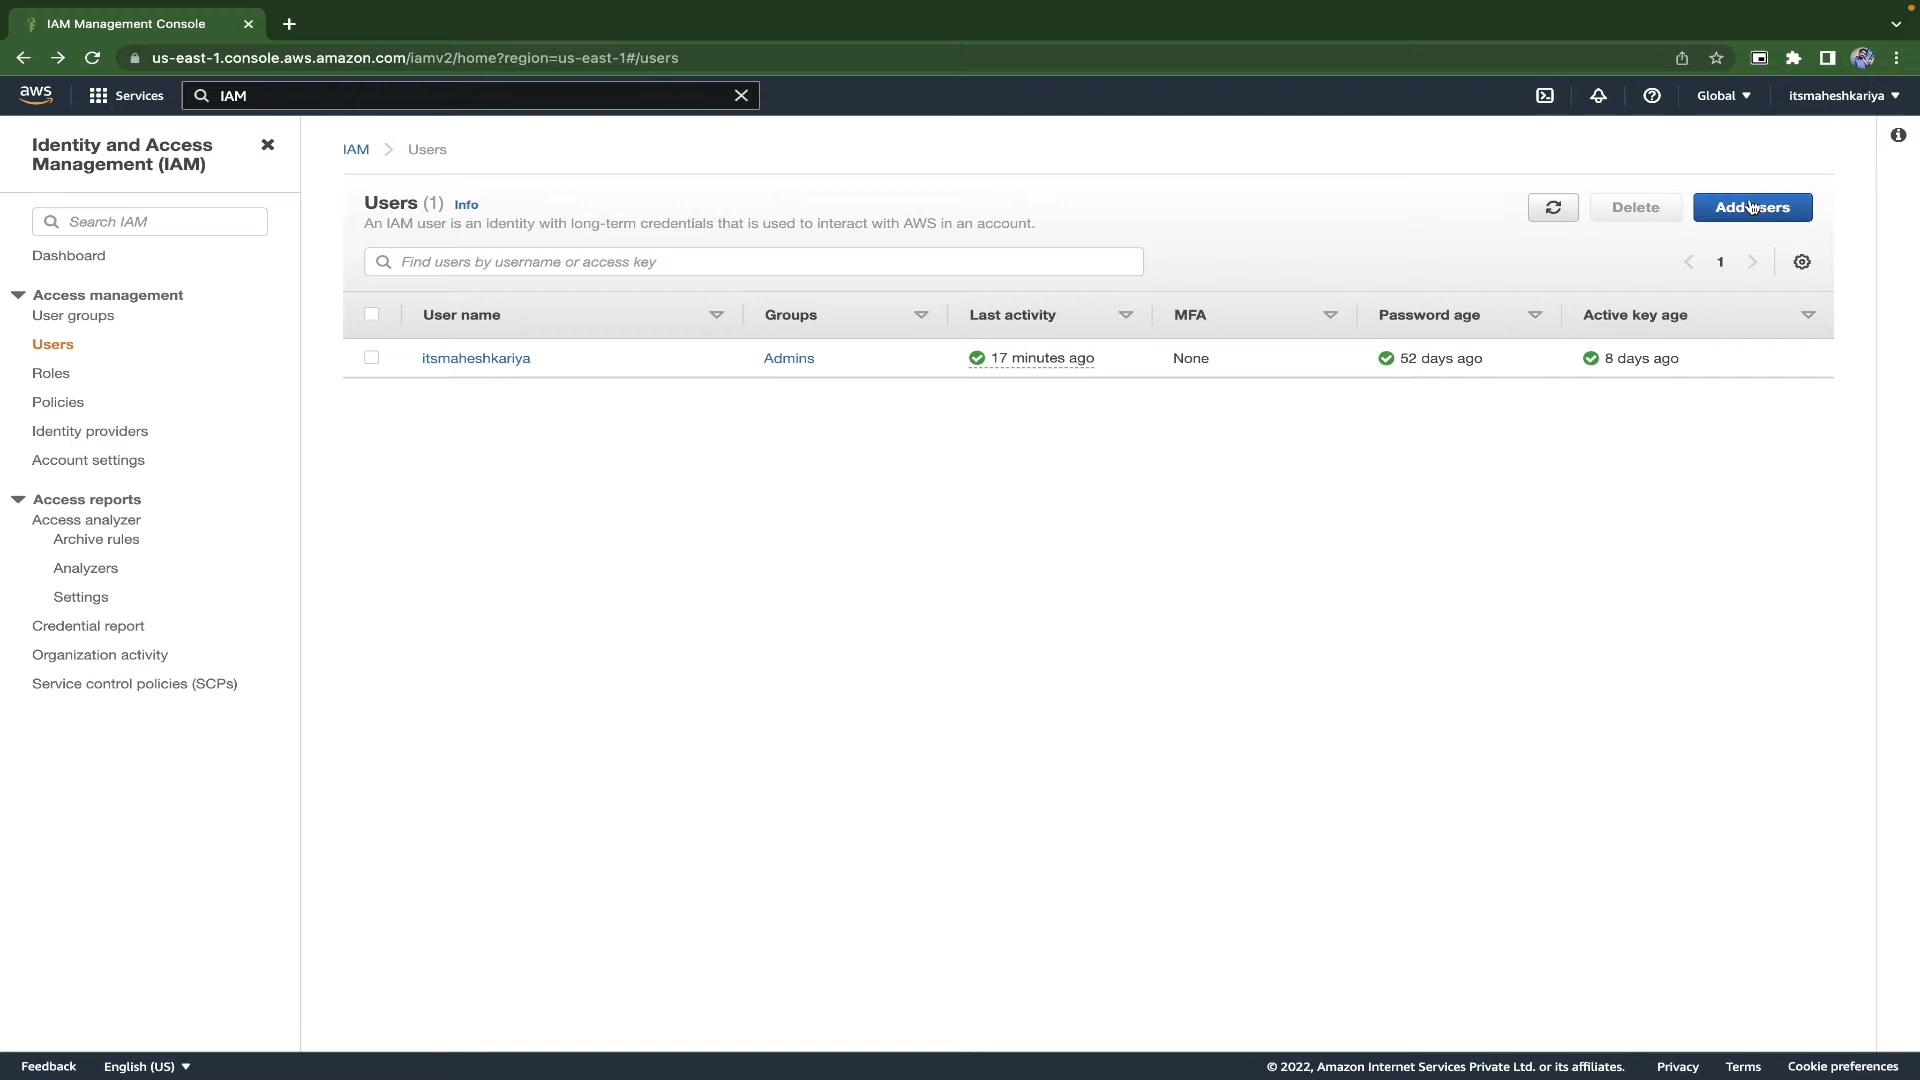 IAM Management Console
us-east-1.console.aws.amazon.com/iamv2/home?region=us-east-1#/users
aws
Services
IAM
Global
itsmaheshkariya
Identity and Access
Management (IAM)
Search IAM
Dashboard
Access management
User groups
Users
Roles
Policies
Identity providers
Account settings
Access reports
Access analyzer
Archive rules
Analyzers
Settings
Credential report
Organization activity
Service control policies (SCPs)
IAM Users
Users (1) Info
An IAM user is an identity with long-term credentials that is used to interact with AWS in an account.
Delete
Add users
Find users by username or access key
1
User name Groups Last activity MFA Password age Active key age
itsmaheshkariya Admins 17 minutes ago None 52 days ago 8 days ago
Feedback English (US) © 2022, Amazon Internet Services Private Ltd. or its affiliates. Privacy Terms Cookie preferences